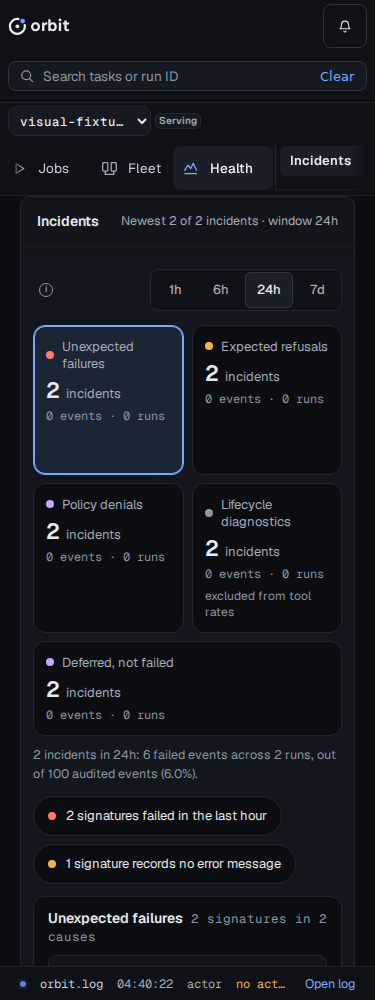 orbit
Search tasks or run ID Clear
visual-fixtu… Serving
Jobs Fleet Health Incidents
Incidents Newest 2 of 2 incidents · window 24h
1h 6h 24h 7d
Unexpected failures
2 incidents
0 events · 0 runs
Expected refusals
2 incidents
0 events · 0 runs
Policy denials
2 incidents
0 events · 0 runs
Lifecycle diagnostics
2 incidents
0 events · 0 runs
excluded from tool rates
Deferred, not failed
2 incidents
0 events · 0 runs
2 incidents in 24h: 6 failed events across 2 runs, out
of 100 audited events (6.0%).
2 signatures failed in the last hour
1 signature records no error message
Unexpected failures 2 signatures in 2
causes
orbit.log 04:40:22 actor no act… Open log